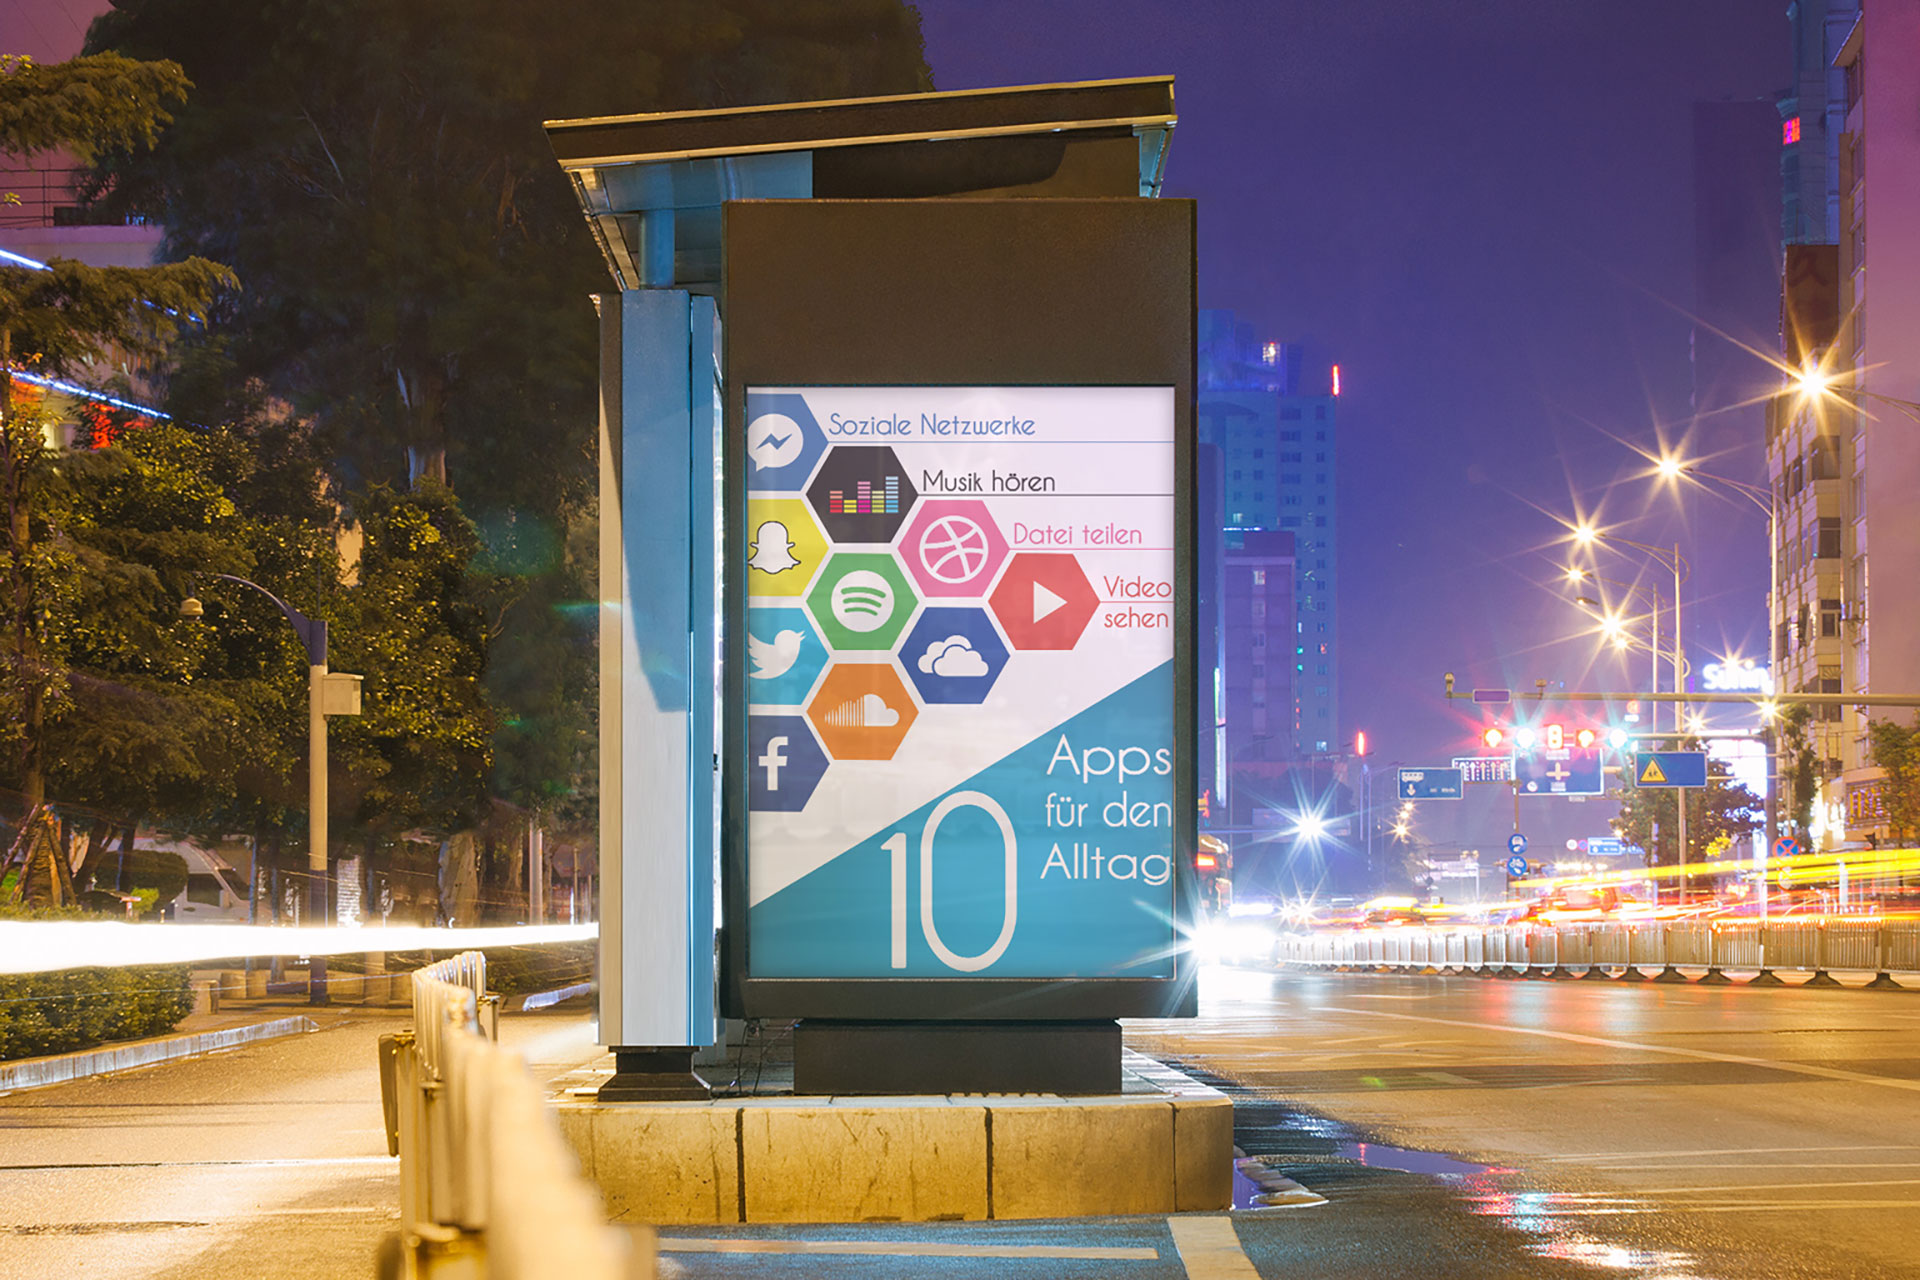 Soziale Netzwerke
Musik hören
Datei teilen
Video
sehen
10
Apps
für den
Alltag